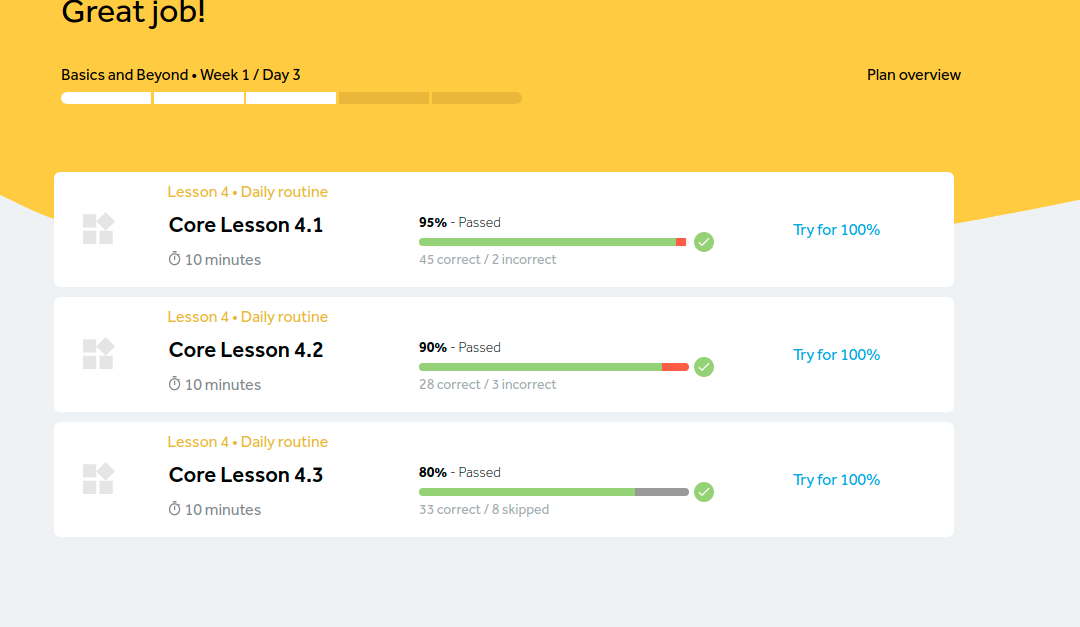 Great job!
Basics and Beyond • Week 1 / Day 3
Plan overview
Lesson 4 • Daily routine
Core Lesson 4.1
10 minutes
95% - Passed
45 correct / 2 incorrect
Try for 100%
Lesson 4 • Daily routine
Core Lesson 4.2
10 minutes
90% - Passed
28 correct / 3 incorrect
Try for 100%
Lesson 4 • Daily routine
Core Lesson 4.3
10 minutes
80% - Passed
33 correct / 8 skipped
Try for 100%